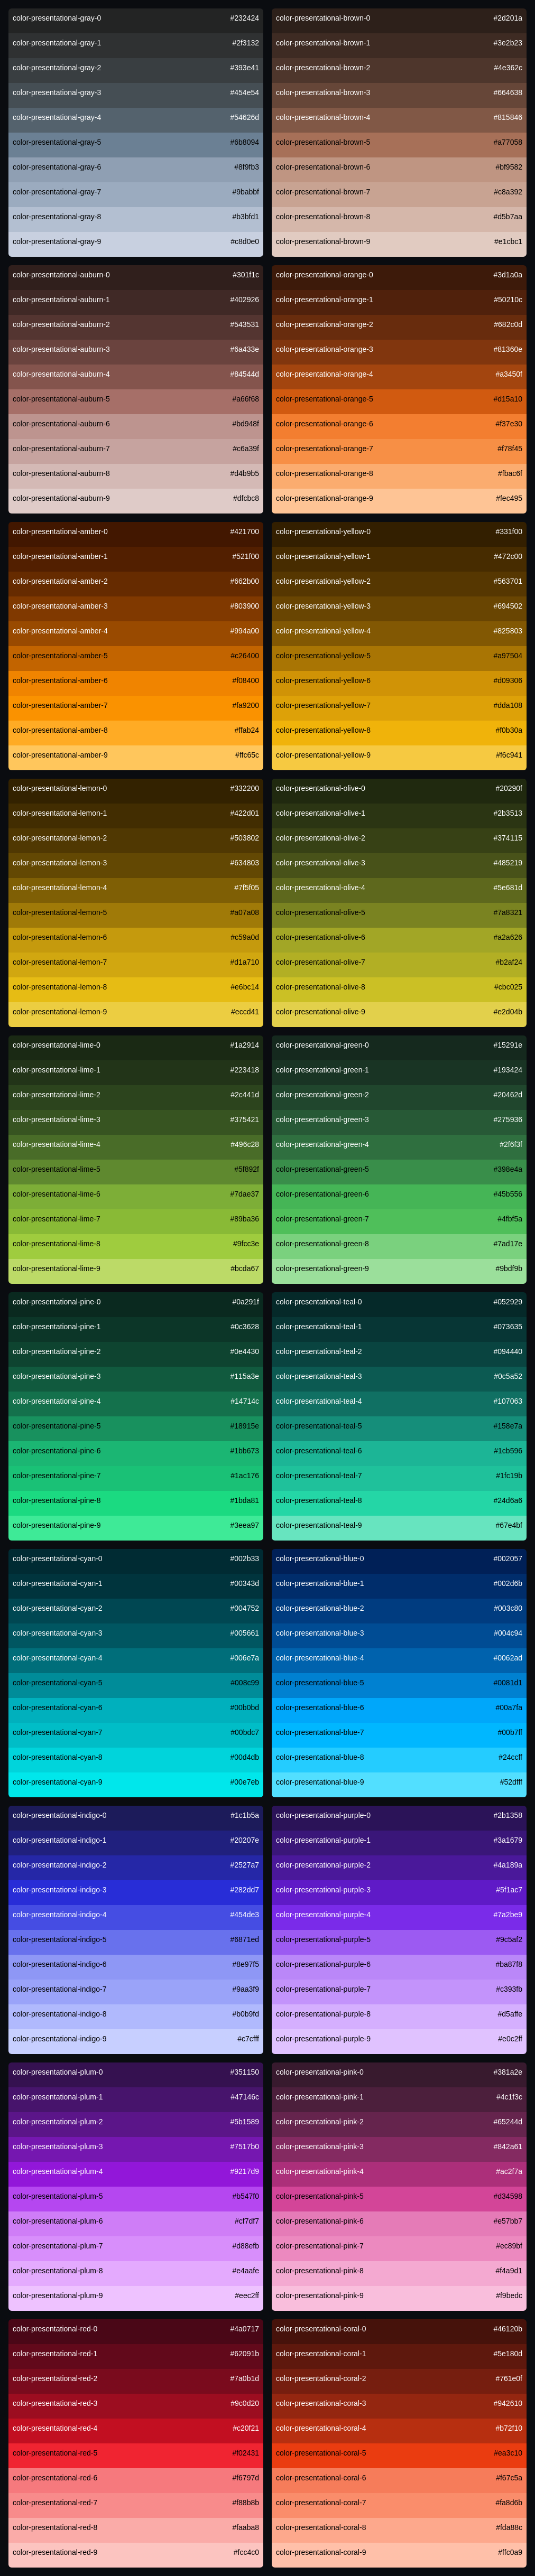 color-presentational-gray-0 #232424
color-presentational-gray-1 #2f3132
color-presentational-gray-2 #393e41
color-presentational-gray-3 #454e54
color-presentational-gray-4 #54626d
color-presentational-gray-5 #6b8094
color-presentational-gray-6 #8f9fb3
color-presentational-gray-7 #9babbf
color-presentational-gray-8 #b3bfd1
color-presentational-gray-9 #c8d0e0
color-presentational-brown-0 #2d201a
color-presentational-brown-1 #3e2b23
color-presentational-brown-2 #4e362c
color-presentational-brown-3 #664638
color-presentational-brown-4 #815846
color-presentational-brown-5 #a77058
color-presentational-brown-6 #bf9582
color-presentational-brown-7 #c8a392
color-presentational-brown-8 #d5b7aa
color-presentational-brown-9 #e1cbc1
color-presentational-auburn-0 #301f1c
color-presentational-auburn-1 #402926
color-presentational-auburn-2 #543531
color-presentational-auburn-3 #6a433e
color-presentational-auburn-4 #84544d
color-presentational-auburn-5 #a66f68
color-presentational-auburn-6 #bd948f
color-presentational-auburn-7 #c6a39f
color-presentational-auburn-8 #d4b9b5
color-presentational-auburn-9 #dfcbc8
color-presentational-orange-0 #3d1a0a
color-presentational-orange-1 #50210c
color-presentational-orange-2 #682c0d
color-presentational-orange-3 #81360e
color-presentational-orange-4 #a3450f
color-presentational-orange-5 #d15a10
color-presentational-orange-6 #f37e30
color-presentational-orange-7 #f78f45
color-presentational-orange-8 #fbac6f
color-presentational-orange-9 #fec495
color-presentational-amber-0 #421700
color-presentational-amber-1 #521f00
color-presentational-amber-2 #662b00
color-presentational-amber-3 #803900
color-presentational-amber-4 #994a00
color-presentational-amber-5 #c26400
color-presentational-amber-6 #f08400
color-presentational-amber-7 #fa9200
color-presentational-amber-8 #ffab24
color-presentational-amber-9 #ffc65c
color-presentational-yellow-0 #331f00
color-presentational-yellow-1 #472c00
color-presentational-yellow-2 #563701
color-presentational-yellow-3 #694502
color-presentational-yellow-4 #825803
color-presentational-yellow-5 #a97504
color-presentational-yellow-6 #d09306
color-presentational-yellow-7 #dda108
color-presentational-yellow-8 #f0b30a
color-presentational-yellow-9 #f6c941
color-presentational-lemon-0 #332200
color-presentational-lemon-1 #422d01
color-presentational-lemon-2 #503802
color-presentational-lemon-3 #634803
color-presentational-lemon-4 #7f5f05
color-presentational-lemon-5 #a07a08
color-presentational-lemon-6 #c59a0d
color-presentational-lemon-7 #d1a710
color-presentational-lemon-8 #e6bc14
color-presentational-lemon-9 #eccd41
color-presentational-olive-0 #20290f
color-presentational-olive-1 #2b3513
color-presentational-olive-2 #374115
color-presentational-olive-3 #485219
color-presentational-olive-4 #5e681d
color-presentational-olive-5 #7a8321
color-presentational-olive-6 #a2a626
color-presentational-olive-7 #b2af24
color-presentational-olive-8 #cbc025
color-presentational-olive-9 #e2d04b
color-presentational-lime-0 #1a2914
color-presentational-lime-1 #223418
color-presentational-lime-2 #2c441d
color-presentational-lime-3 #375421
color-presentational-lime-4 #496c28
color-presentational-lime-5 #5f892f
color-presentational-lime-6 #7dae37
color-presentational-lime-7 #89ba36
color-presentational-lime-8 #9fcc3e
color-presentational-lime-9 #bcda67
color-presentational-green-0 #15291e
color-presentational-green-1 #193424
color-presentational-green-2 #20462d
color-presentational-green-3 #275936
color-presentational-green-4 #2f6f3f
color-presentational-green-5 #398e4a
color-presentational-green-6 #45b556
color-presentational-green-7 #4fbf5a
color-presentational-green-8 #7ad17e
color-presentational-green-9 #9bdf9b
color-presentational-pine-0 #0a291f
color-presentational-pine-1 #0c3628
color-presentational-pine-2 #0e4430
color-presentational-pine-3 #115a3e
color-presentational-pine-4 #14714c
color-presentational-pine-5 #18915e
color-presentational-pine-6 #1bb673
color-presentational-pine-7 #1ac176
color-presentational-pine-8 #1bda81
color-presentational-pine-9 #3eea97
color-presentational-teal-0 #052929
color-presentational-teal-1 #073635
color-presentational-teal-2 #094440
color-presentational-teal-3 #0c5a52
color-presentational-teal-4 #107063
color-presentational-teal-5 #158e7a
color-presentational-teal-6 #1cb596
color-presentational-teal-7 #1fc19b
color-presentational-teal-8 #24d6a6
color-presentational-teal-9 #67e4bf
color-presentational-cyan-0 #002b33
color-presentational-cyan-1 #00343d
color-presentational-cyan-2 #004752
color-presentational-cyan-3 #005661
color-presentational-cyan-4 #006e7a
color-presentational-cyan-5 #008c99
color-presentational-cyan-6 #00b0bd
color-presentational-cyan-7 #00bdc7
color-presentational-cyan-8 #00d4db
color-presentational-cyan-9 #00e7eb
color-presentational-blue-0 #002057
color-presentational-blue-1 #002d6b
color-presentational-blue-2 #003c80
color-presentational-blue-3 #004c94
color-presentational-blue-4 #0062ad
color-presentational-blue-5 #0081d1
color-presentational-blue-6 #00a7fa
color-presentational-blue-7 #00b7ff
color-presentational-blue-8 #24ccff
color-presentational-blue-9 #52dfff
color-presentational-indigo-0 #1c1b5a
color-presentational-indigo-1 #20207e
color-presentational-indigo-2 #2527a7
color-presentational-indigo-3 #282dd7
color-presentational-indigo-4 #454de3
color-presentational-indigo-5 #6871ed
color-presentational-indigo-6 #8e97f5
color-presentational-indigo-7 #9aa3f9
color-presentational-indigo-8 #b0b9fd
color-presentational-indigo-9 #c7cfff
color-presentational-purple-0 #2b1358
color-presentational-purple-1 #3a1679
color-presentational-purple-2 #4a189a
color-presentational-purple-3 #5f1ac7
color-presentational-purple-4 #7a2be9
color-presentational-purple-5 #9c5af2
color-presentational-purple-6 #ba87f8
color-presentational-purple-7 #c393fb
color-presentational-purple-8 #d5affe
color-presentational-purple-9 #e0c2ff
color-presentational-plum-0 #351150
color-presentational-plum-1 #47146c
color-presentational-plum-2 #5b1589
color-presentational-plum-3 #7517b0
color-presentational-plum-4 #9217d9
color-presentational-plum-5 #b547f0
color-presentational-plum-6 #cf7df7
color-presentational-plum-7 #d88efb
color-presentational-plum-8 #e4aafe
color-presentational-plum-9 #eec2ff
color-presentational-pink-0 #381a2e
color-presentational-pink-1 #4c1f3c
color-presentational-pink-2 #65244d
color-presentational-pink-3 #842a61
color-presentational-pink-4 #ac2f7a
color-presentational-pink-5 #d34598
color-presentational-pink-6 #e57bb7
color-presentational-pink-7 #ec89bf
color-presentational-pink-8 #f4a9d1
color-presentational-pink-9 #f9bedc
color-presentational-red-0 #4a0717
color-presentational-red-1 #62091b
color-presentational-red-2 #7a0b1d
color-presentational-red-3 #9c0d20
color-presentational-red-4 #c20f21
color-presentational-red-5 #f02431
color-presentational-red-6 #f6797d
color-presentational-red-7 #f88b8b
color-presentational-red-8 #faaba8
color-presentational-red-9 #fcc4c0
color-presentational-coral-0 #46120b
color-presentational-coral-1 #5e180d
color-presentational-coral-2 #761e0f
color-presentational-coral-3 #942610
color-presentational-coral-4 #b72f10
color-presentational-coral-5 #ea3c10
color-presentational-coral-6 #f67c5a
color-presentational-coral-7 #fa8d6b
color-presentational-coral-8 #fda88c
color-presentational-coral-9 #ffc0a9